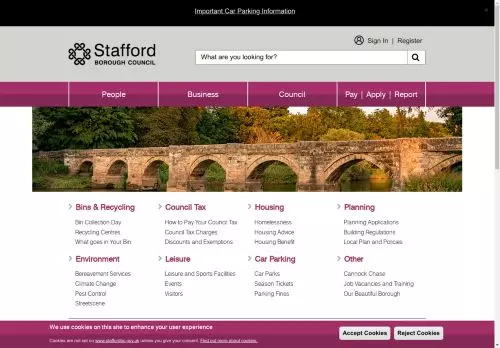 Important Car Parking Information
×
Stafford
BOROUGH COUNCIL
Sign In | Register
What are you looking for?
People
Business
Council
Pay | Apply | Report
Bins & Recycling
Bin Collection Day
Recycling Centres
What goes in Your Bin
Council Tax
How to Pay Your Council Tax
Council Tax Charges
Discounts and Exemptions
Housing
Homelessness
Housing Advice
Housing Benefit
Planning
Planning Applications
Building Regulations
Local Plan and Policies
Environment
Bereavement Services
Climate Change
Pest Control
Streetscene
Leisure
Leisure and Sports Facilities
Events
Visitors
Car Parking
Car Parks
Season Tickets
Parking Fines
Other
Cannock Chase
Job Vacancies and Training
Our Beautiful Borough
We use cookies on this site to enhance your user experience
Cookies are not set on www.staffordbc.gov.uk unless you give your consent. Find out more about cookies.
Accept Cookies
Reject Cookies